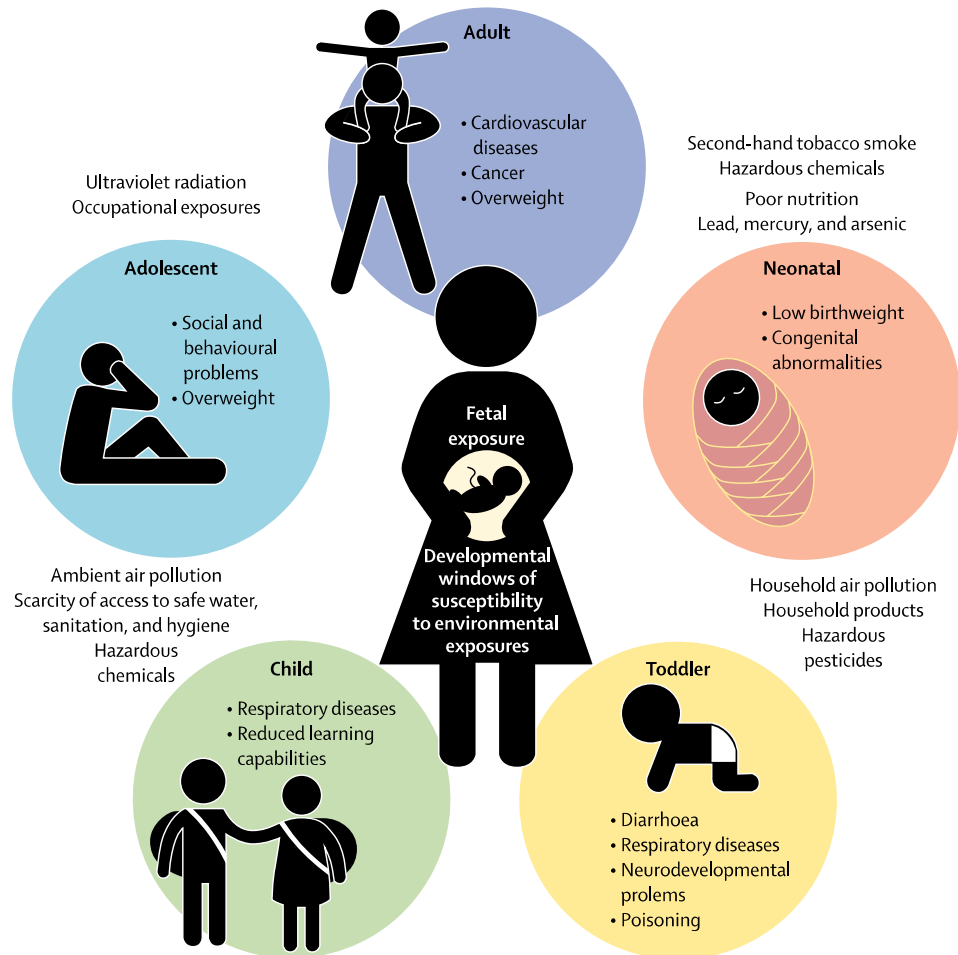 Adult
• Cardiovascular
diseases
• Cancer
• Overweight
Second-hand tobacco smoke
Hazardous chemicals
Poor nutrition
Lead, mercury, and arsenic
Neonatal
• Low birthweight
• Congenital
abnormalities
Household air pollution
Household products
Hazardous
pesticides
Toddler
• Diarrhoea
• Respiratory diseases
• Neurodevelopmental
prolems
• Poisoning
Child
• Respiratory diseases
• Reduced learning
capabilities
Ambient air pollution
Scarcity of access to safe water,
sanitation, and hygiene
Hazardous
chemicals
Adolescent
• Social and
behavioural
problems
• Overweight
Ultraviolet radiation
Occupational exposures
Fetal
exposure
Developmental
windows of
susceptibility
to environmental
exposures